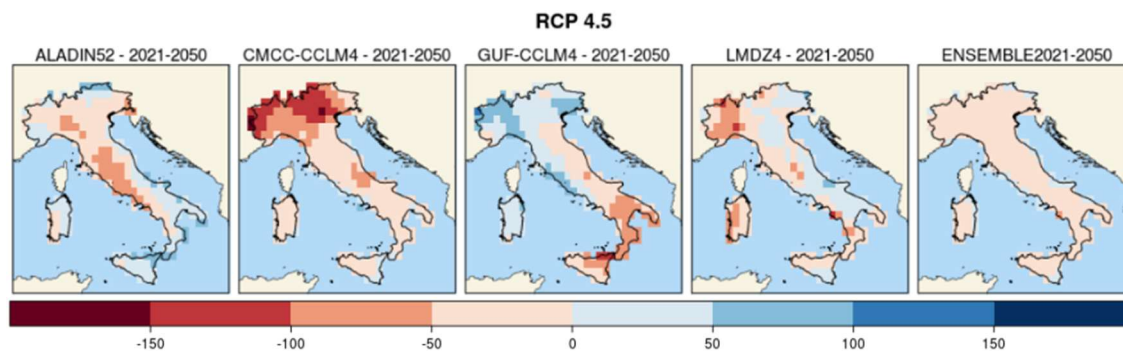 RCP 4.5
ALADIN52 - 2021-2050 CMCC-CCLM4 - 2021-2050 GUF-CCLM4 - 2021-2050 LMDZ4 - 2021-2050 ENSEMBLE2021-2050
-150 -100 -50 0 50 100 150